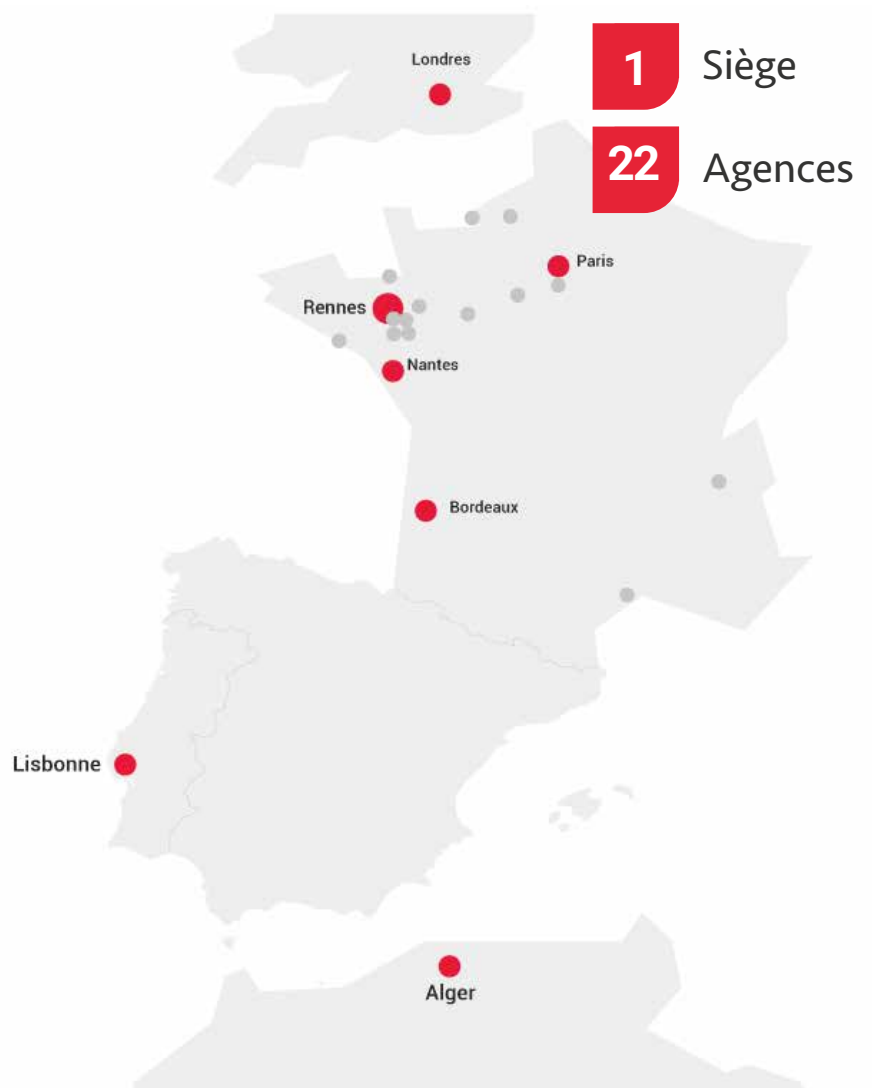 Londres
1 Siège
22 Agences
Paris
Rennes
Nantes
Bordeaux
Lisbonne
Alger